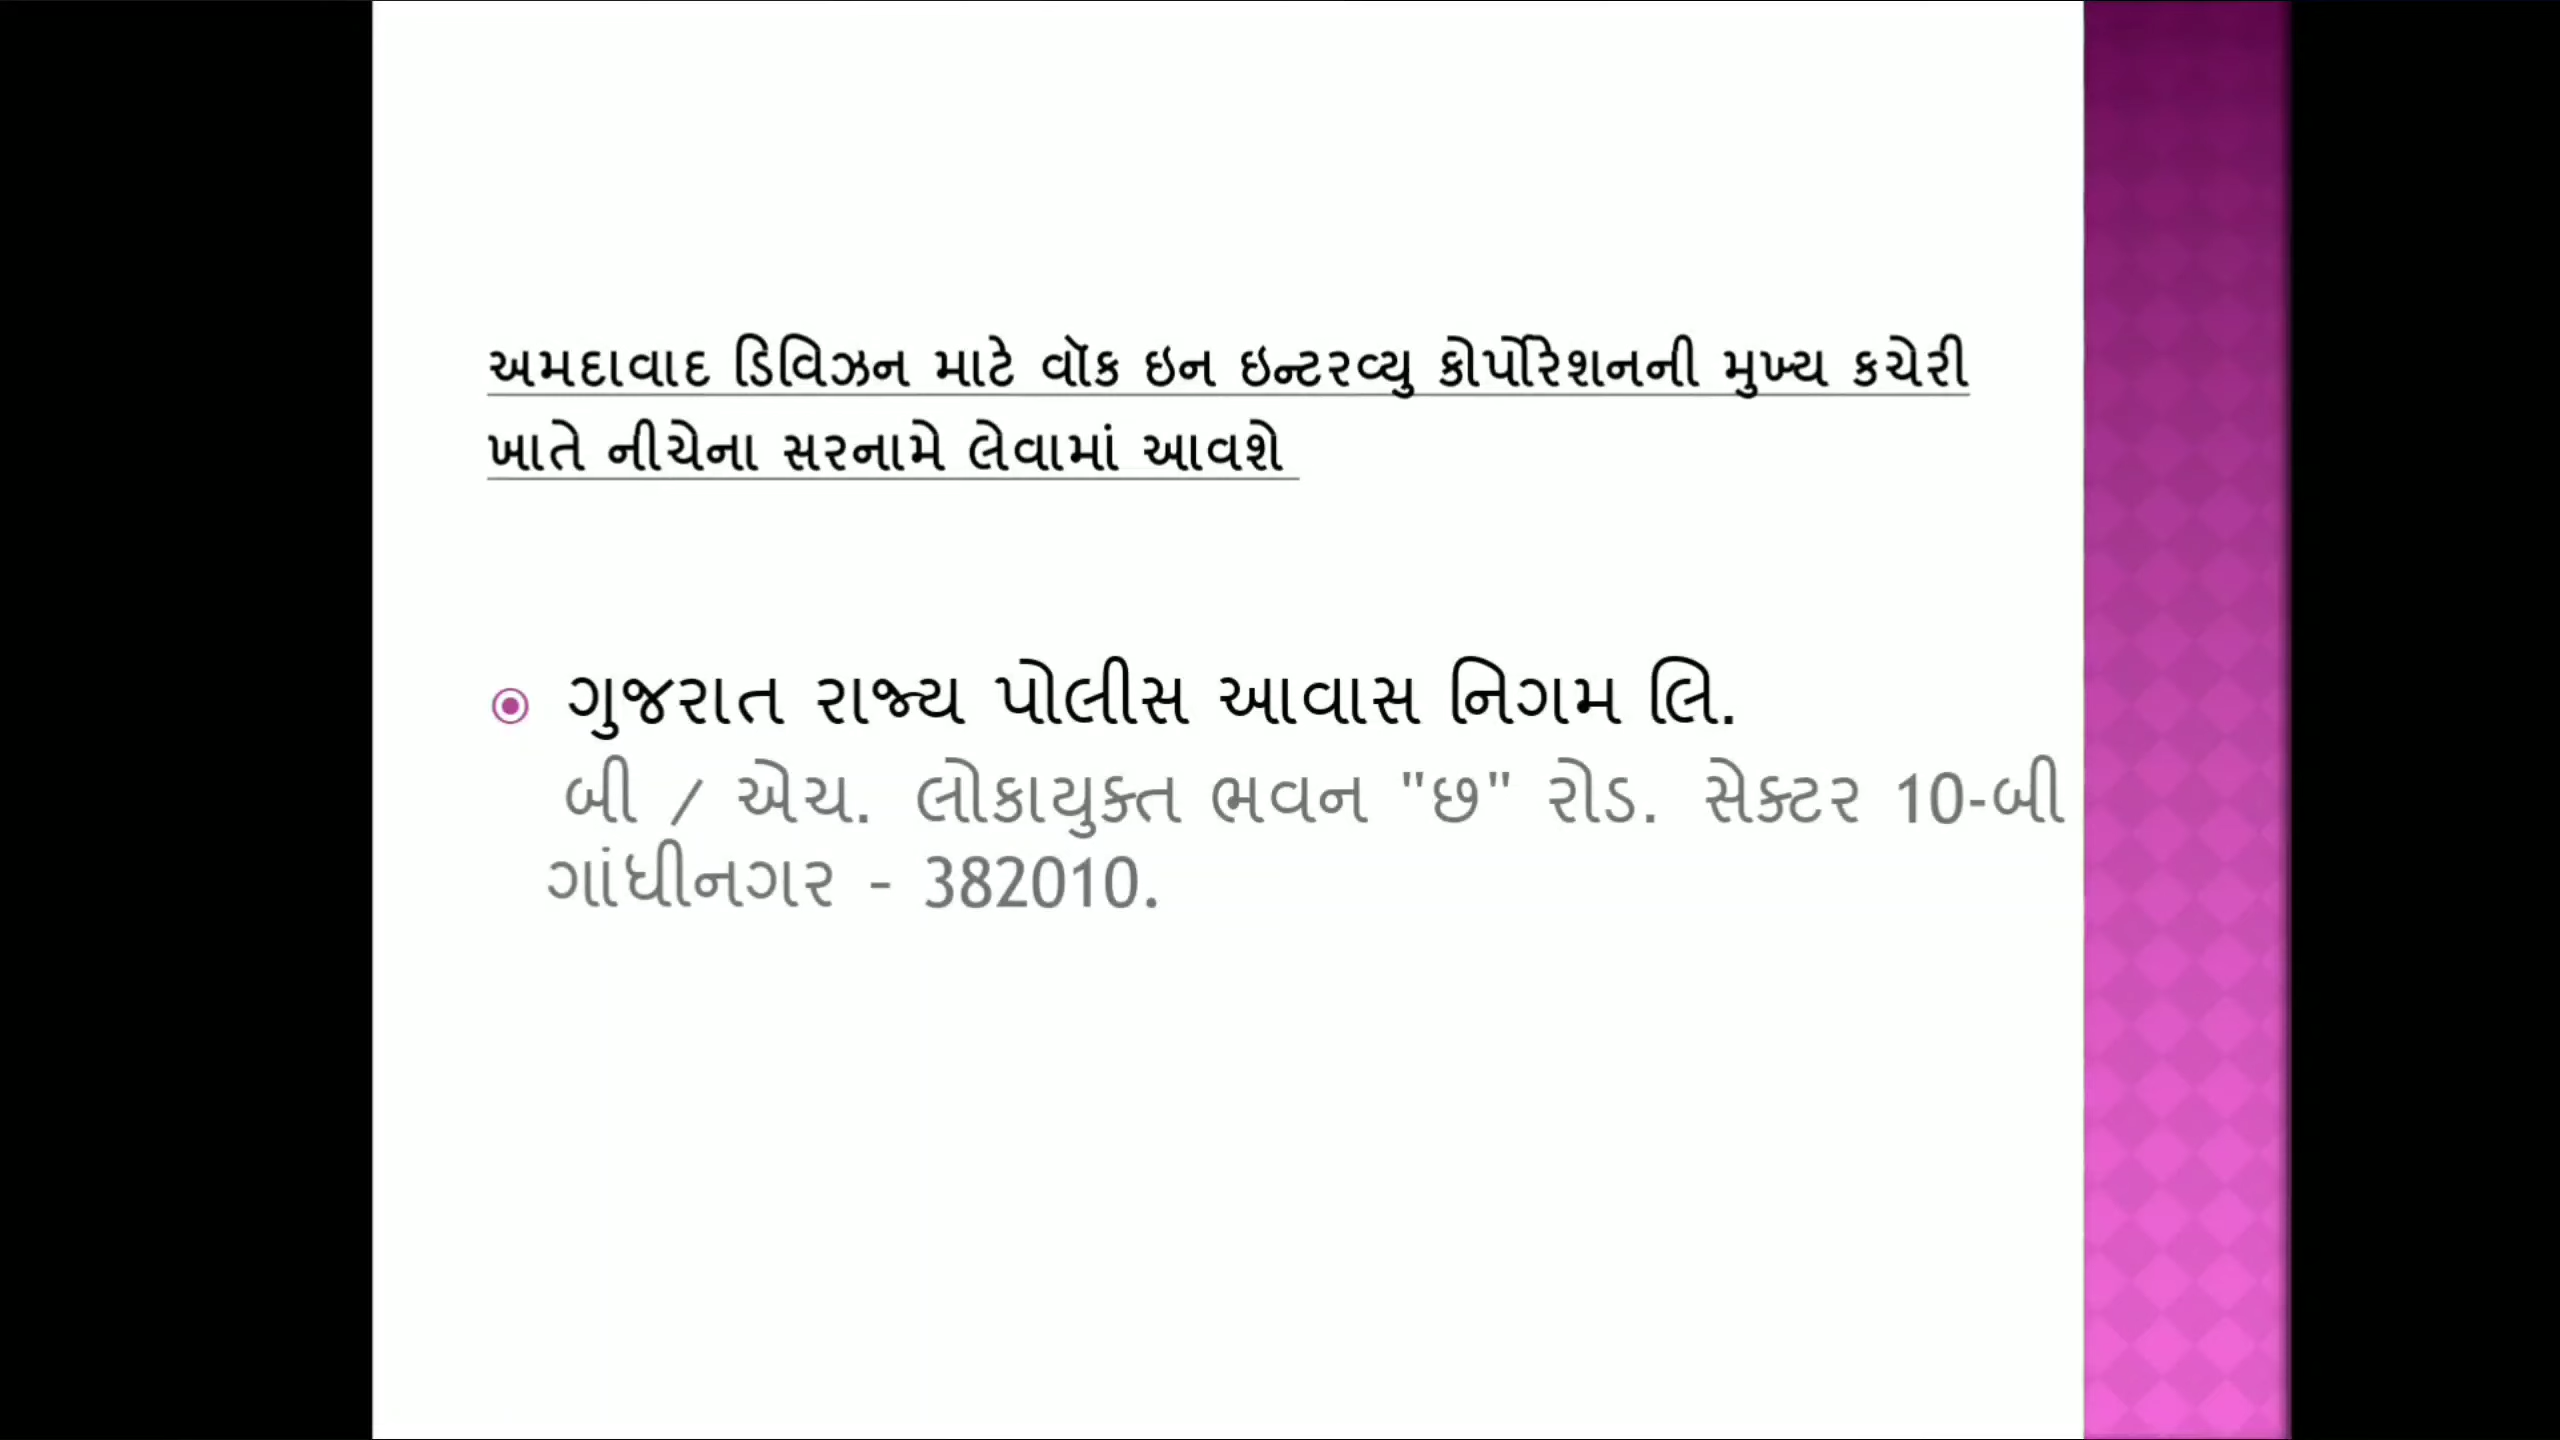 અમદાવાદ ડિવિઝન માટે વૉક ઇન ઇન્ટરવ્યુ કોર્પોરેશનની મુખ્ય કચેરી
ખાતે નીચેના સરનામે લેવામાં આવશે
ગુજરાત રાજ્ય પોલીસ આવાસ નિગમ લિ.
બી / એચ. લોકાયુક્ત ભવન "છ" રોડ. સેક્ટર 10-બી
ગાંધીનગર - 382010.